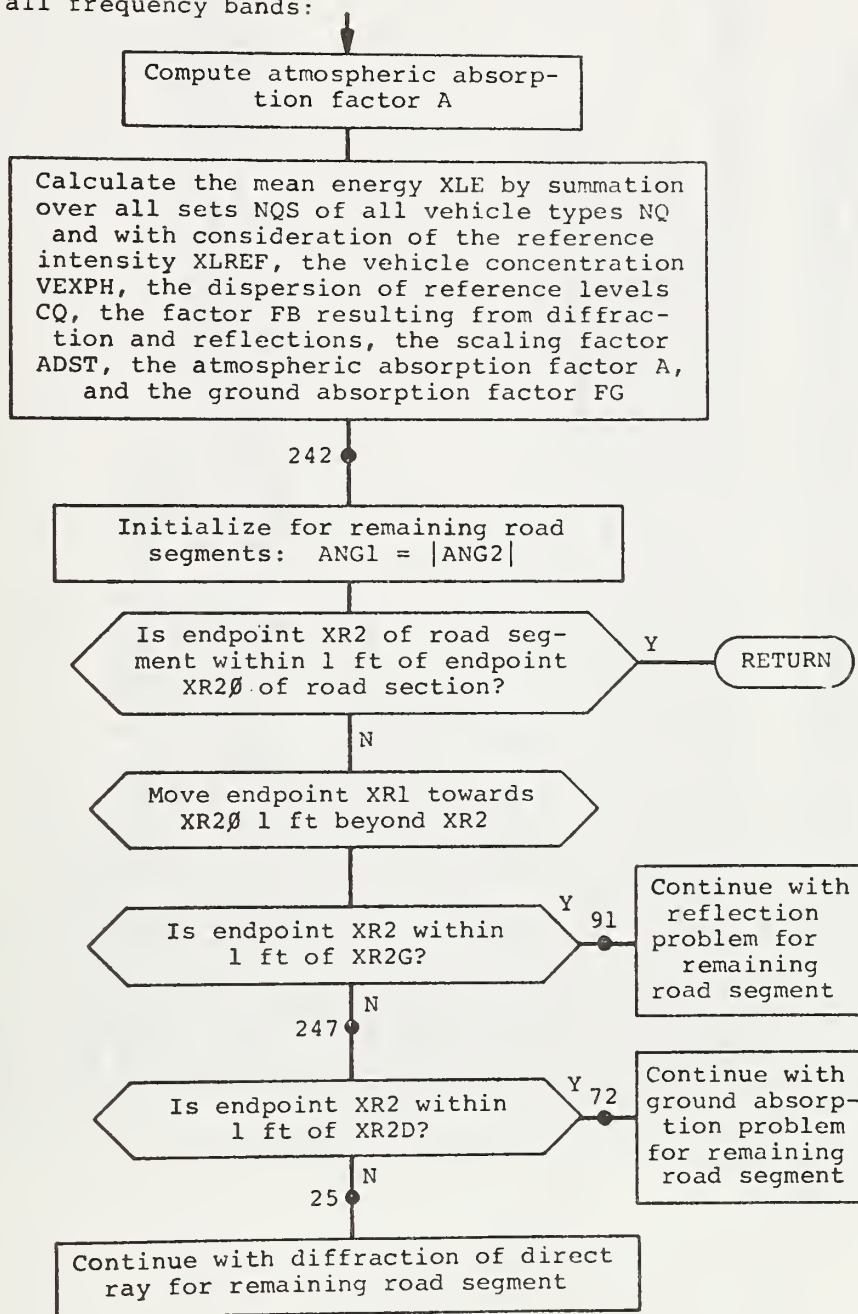 all frequency bands:
Compute atmospheric absorp-
tion factor A
Calculate the mean energy XLE by summation
over all sets NQS of all vehicle types NQ
and with consideration of the reference
intensity XLREF, the vehicle concentration
VEXPH, the dispersion of reference levels
CQ, the factor FB resulting from diffrac-
tion and reflections, the scaling factor
ADST, the atmospheric absorption factor A,
and the ground absorption factor FG
242
Initialize for remaining road
segments: ANG1 = |ANG2|
Is endpoint XR2 of road seg-
ment within 1 ft of endpoint
XR2Ø of road section?
Y
RETURN
N
Move endpoint XR1 towards
XR2Ø 1 ft beyond XR2
Is endpoint XR2 within
1 ft of XR2G?
Y
91
Continue with
reflection
problem for
remaining
road segment
N
247
Is endpoint XR2 within
1 ft of XR2D?
Y
72
Continue with
ground absorp-
tion problem
for remaining
road segment
N
25
Continue with diffraction of direct
ray for remaining road segment